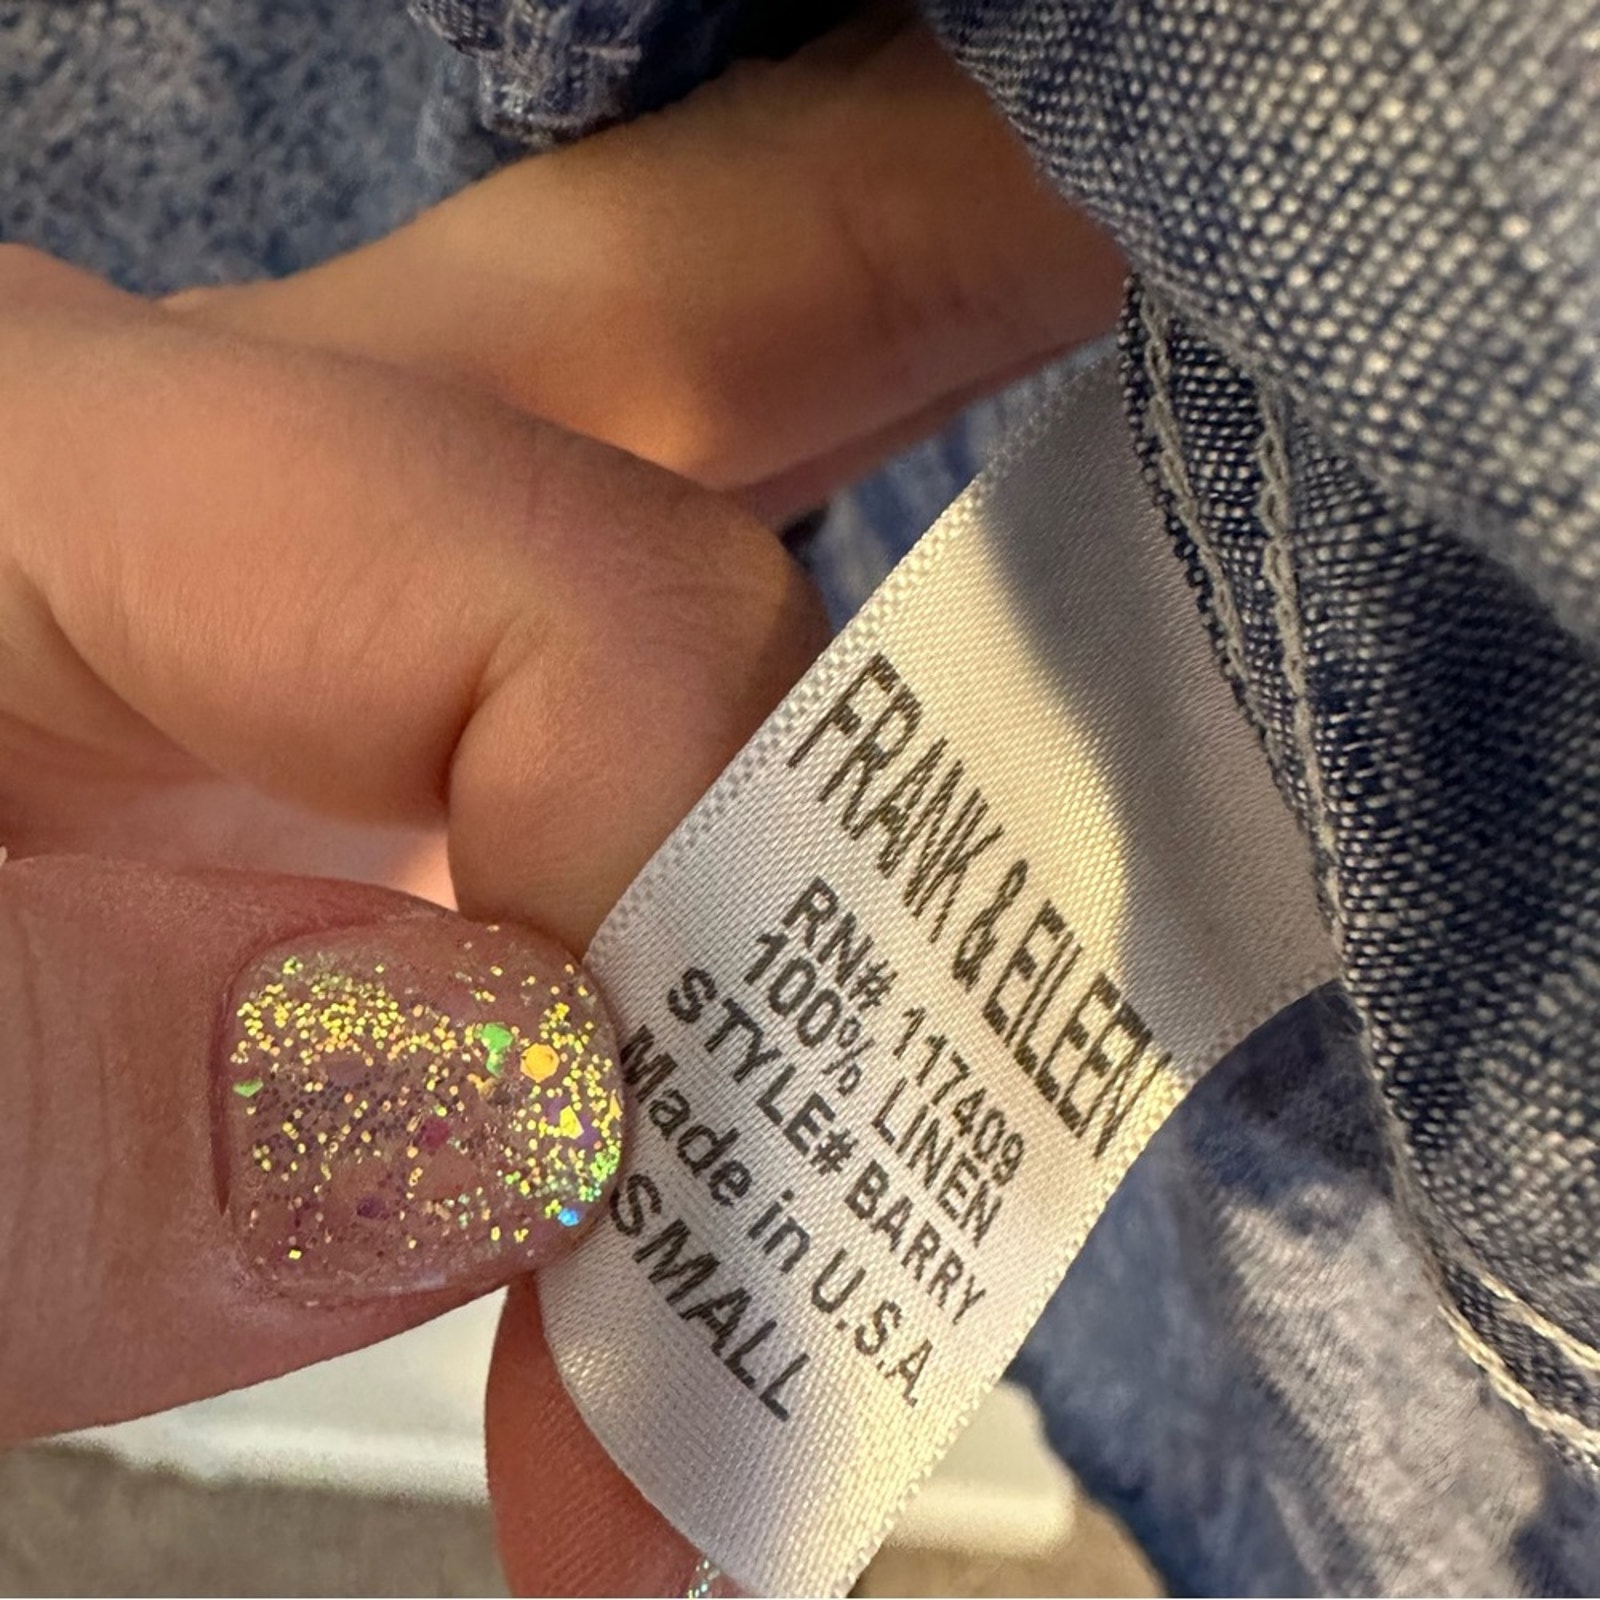 FRANK & EILEEN
RN# 117409
100% LINEN
STYLE# BARRY
Made in U.S.A.
SMALL